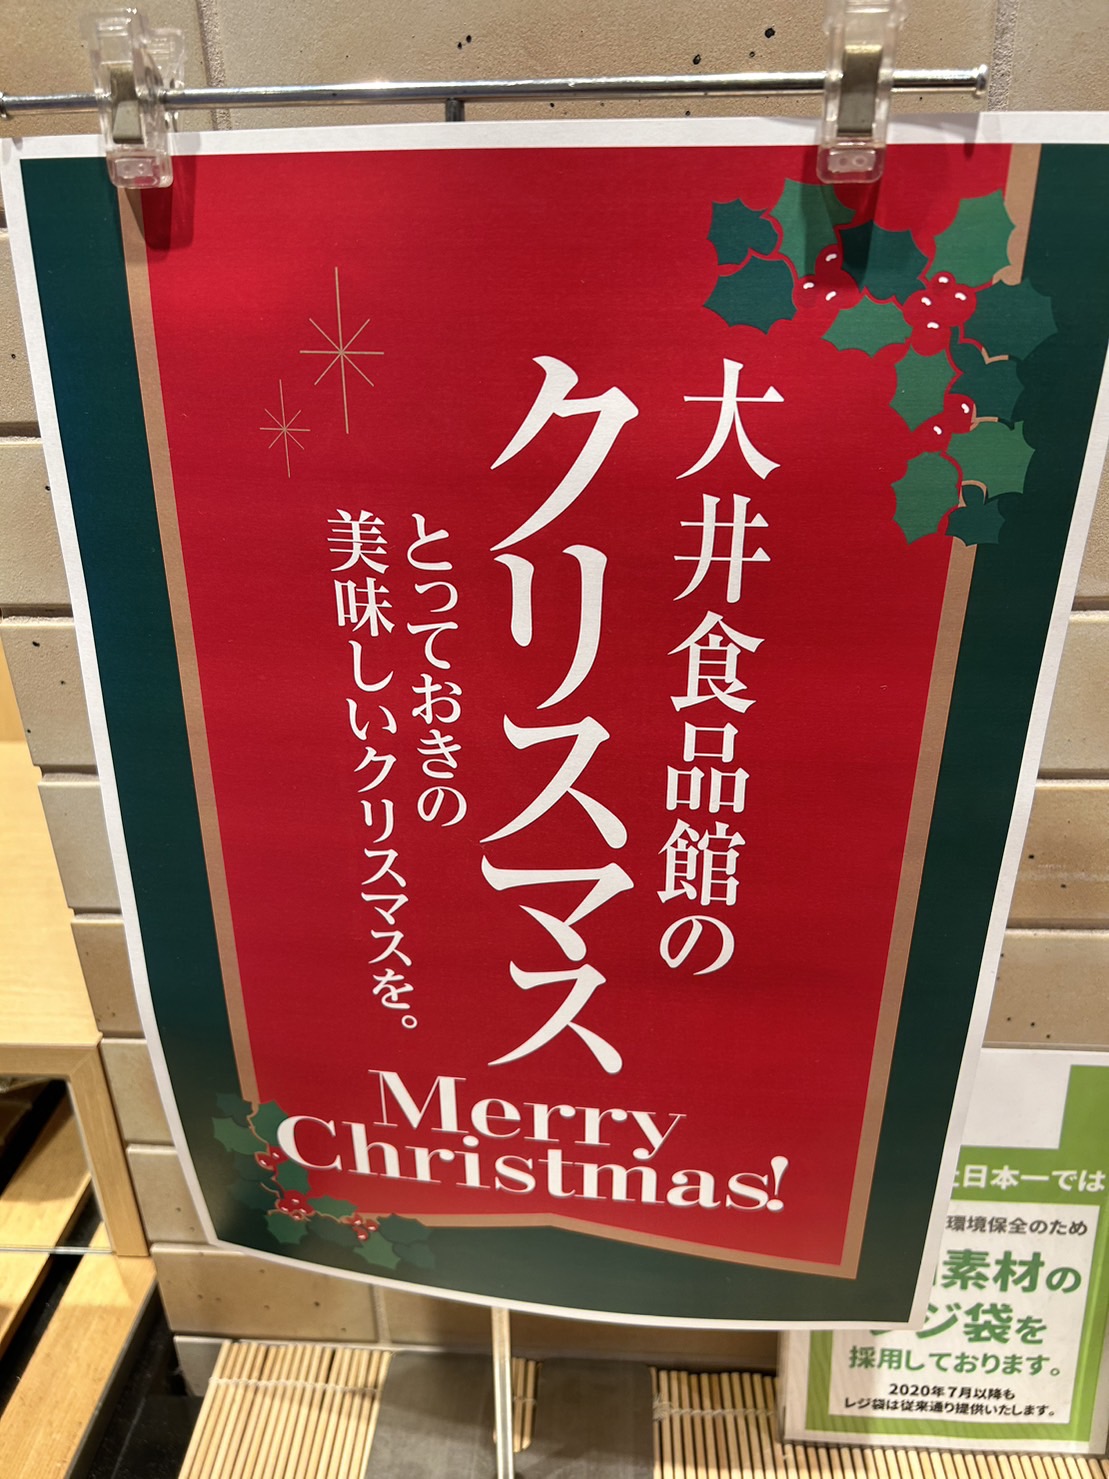 大井食品館の
クリスマス
とっておきの
美味しいクリスマスを。
Merry
Christmas!
日本一では
環境保全のため
素材の
ジ袋を
採用しております。
2020年7月以降も
レジ袋は従来通り提供いたします。